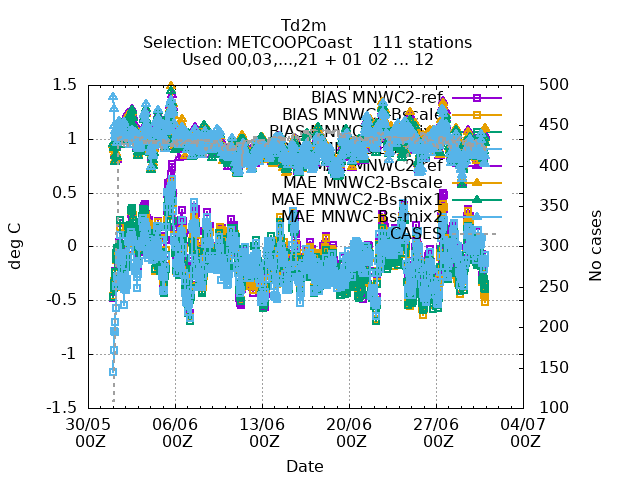 Td2m
Selection: METCOOPCoast    111 stations
Used 00,03,...,21 + 01 02 ... 12
deg C
No cases
1.5
1
0.5
0
-0.5
-1
-1.5
500
450
400
350
300
250
200
150
100
BIAS MNWC2-ref
BIAS MNWC2-Bscale
MAE MNWC2-Bscale
MAE MNWC2-Bs-mix1
MAE MNWC-Bs-mix2
CASES
30/05 00Z
06/06 00Z
13/06 00Z
20/06 00Z
27/06 00Z
04/07 00Z
Date